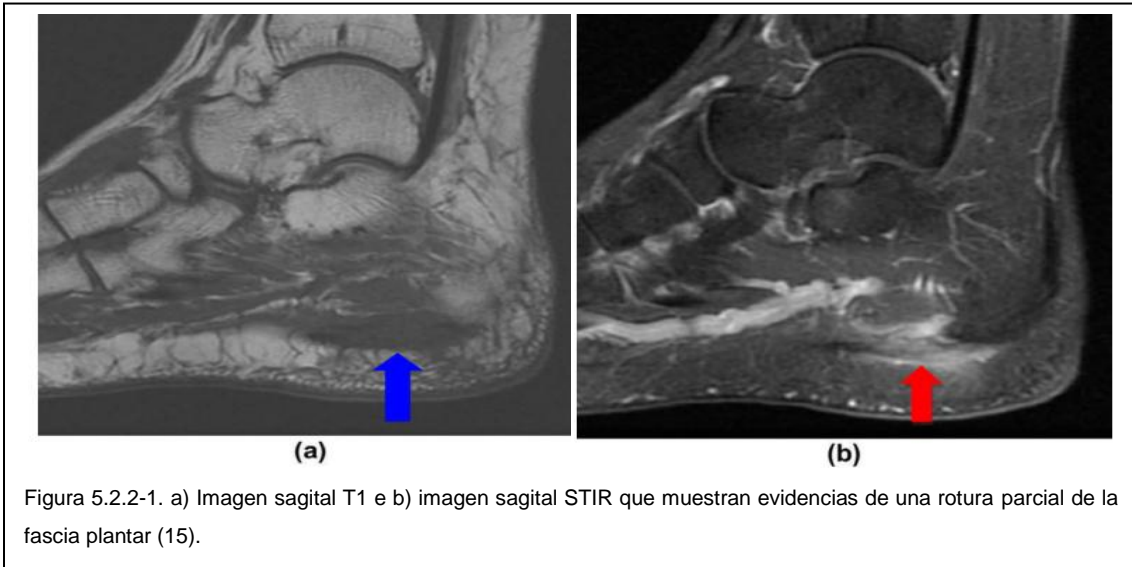 (a) (b)
Figura 5.2.2-1. a) Imagen sagital T1 e b) imagen sagital STIR que muestran evidencias de una rotura parcial de la
fascia plantar (15).